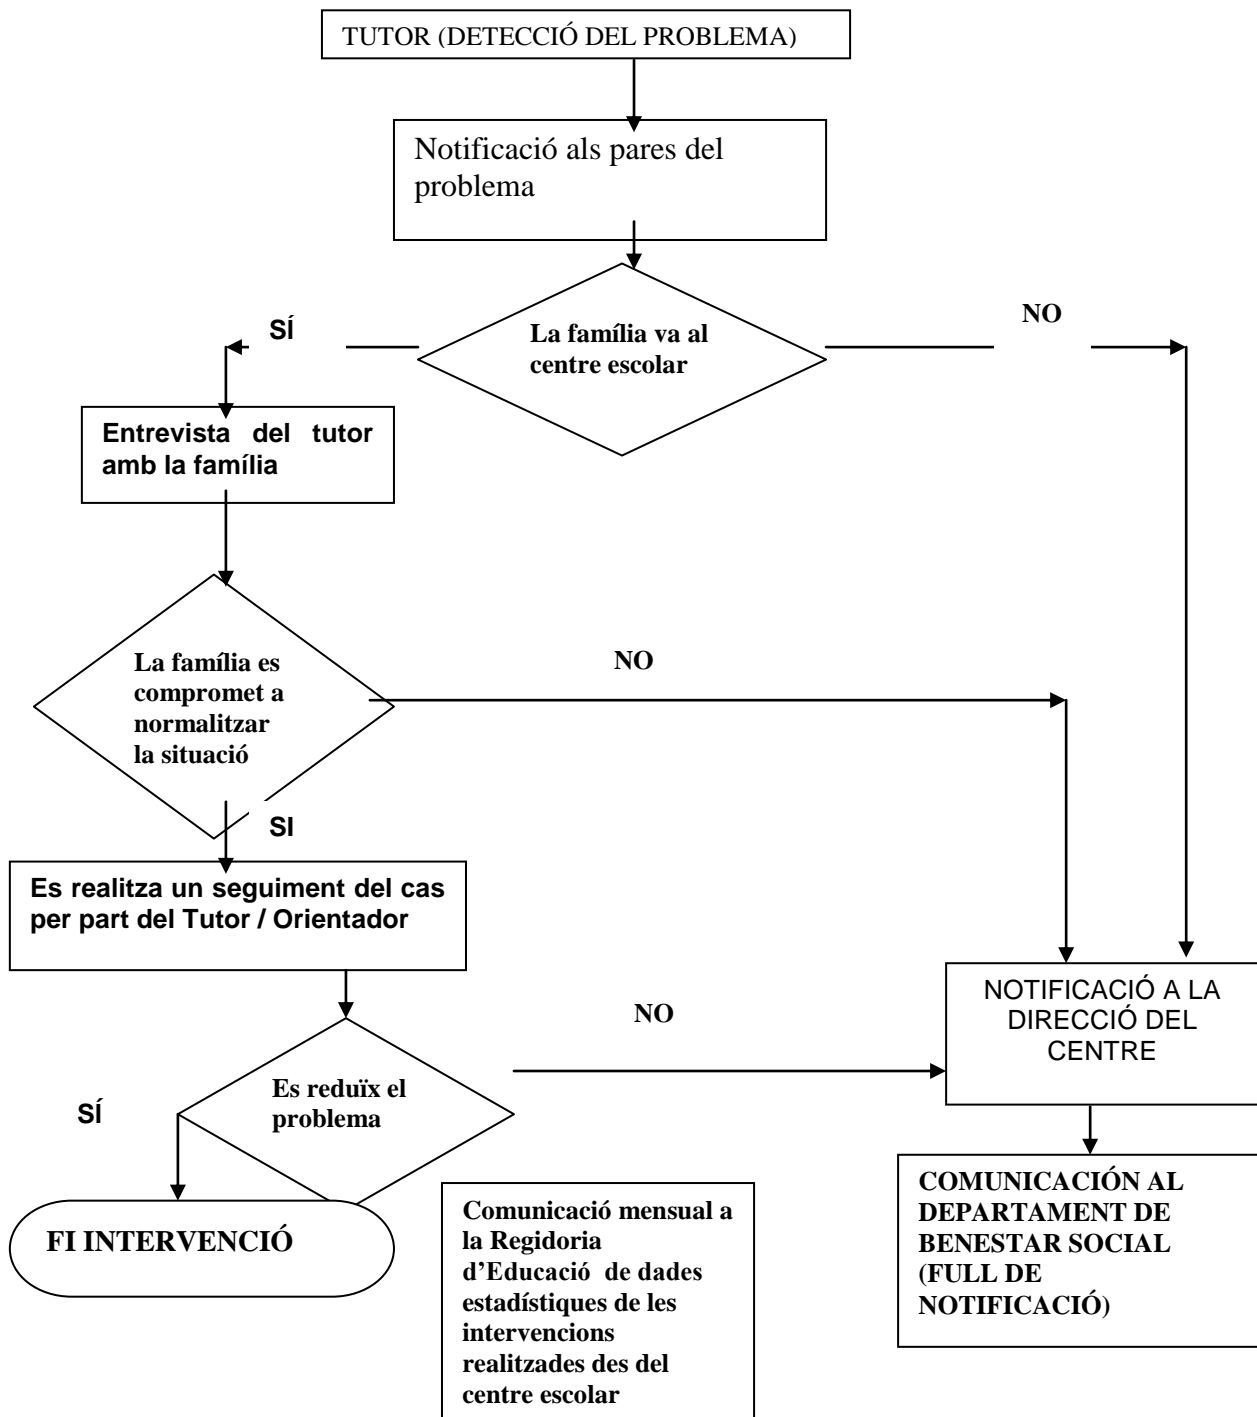 TUTOR (DETECCIÓ DEL PROBLEMA)
Notificació als pares del
problema
La família va al
centre escolar
SÍ
NO
Entrevista del tutor
amb la família
La família es
compromet a
normalitzar
la situació
NO
SI
Es realitza un seguiment del cas
per part del Tutor / Orientador
NO
Es reduïx el
problema
SÍ
NOTIFICACIÓ A LA
DIRECCIÓ DEL
CENTRE
FI INTERVENCIÓ
Comunicació mensual a
la Regidoria
d’Educació de dades
estadístiques de les
intervencions
realitzades des del
centre escolar
COMUNICACIÓN AL
DEPARTAMENT DE
BENESTAR SOCIAL
(FULL DE
NOTIFICACIÓ)